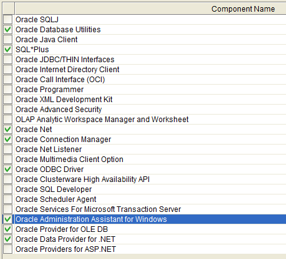 Component Name
Oracle SQLJ
Oracle Database Utilities
Oracle Java Client
SQL*Plus
Oracle JDBC/THIN Interfaces
Oracle Internet Directory Client
Oracle Call Interface (OCI)
Oracle Programmer
Oracle XML Development Kit
Oracle Advanced Security
OLAP Analytic Workspace Manager and Worksheet
Oracle Net
Oracle Connection Manager
Oracle Net Listener
Oracle Multimedia Client Option
Oracle ODBC Driver
Oracle Clusterware High Availability API
Oracle SQL Developer
Oracle Scheduler Agent
Oracle Services For Microsoft Transaction Server
Oracle Administration Assistant for Windows
Oracle Provider for OLE DB
Oracle Data Provider for .NET
Oracle Providers for ASP.NET